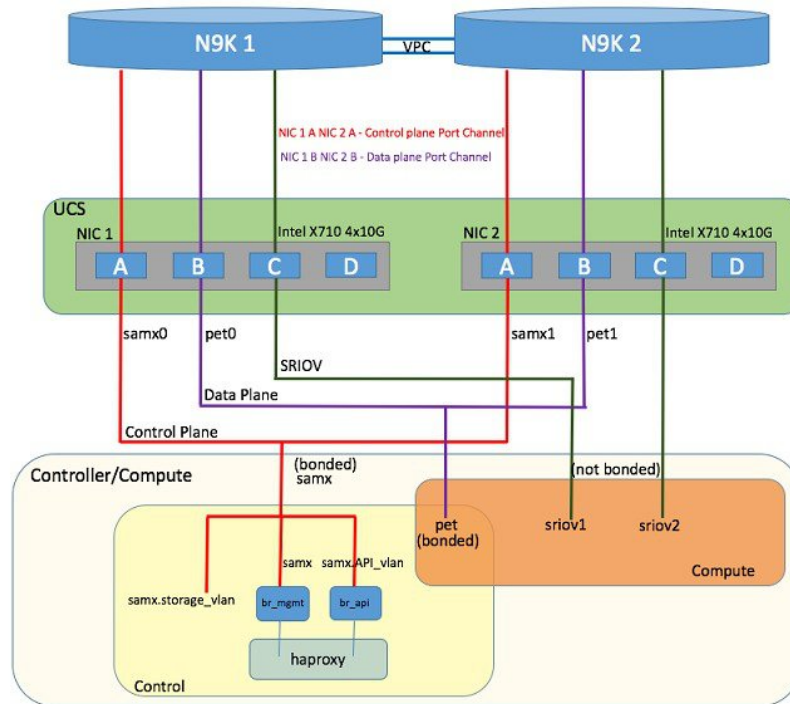 N9K 1
VPC
N9K 2
NIC 1 A NIC 2 A - Control plane Port Channel
NIC 1 B NIC 2 B - Data plane Port Channel
UCS
NIC 1
Intel X710 4x10G
NIC 2
Intel X710 4x10G
A
B
C
D
A
B
C
D
samx0
pet0
samx1
pet1
SRIOV
Data Plane
Control Plane
Controller/Compute
(bonded)
samx
(not bonded)
pet
(bonded)
sriov1
sriov2
Compute
samx
samx.API_vlan
samx.storage_vlan
br_mgmt
br_api
haproxy
Control